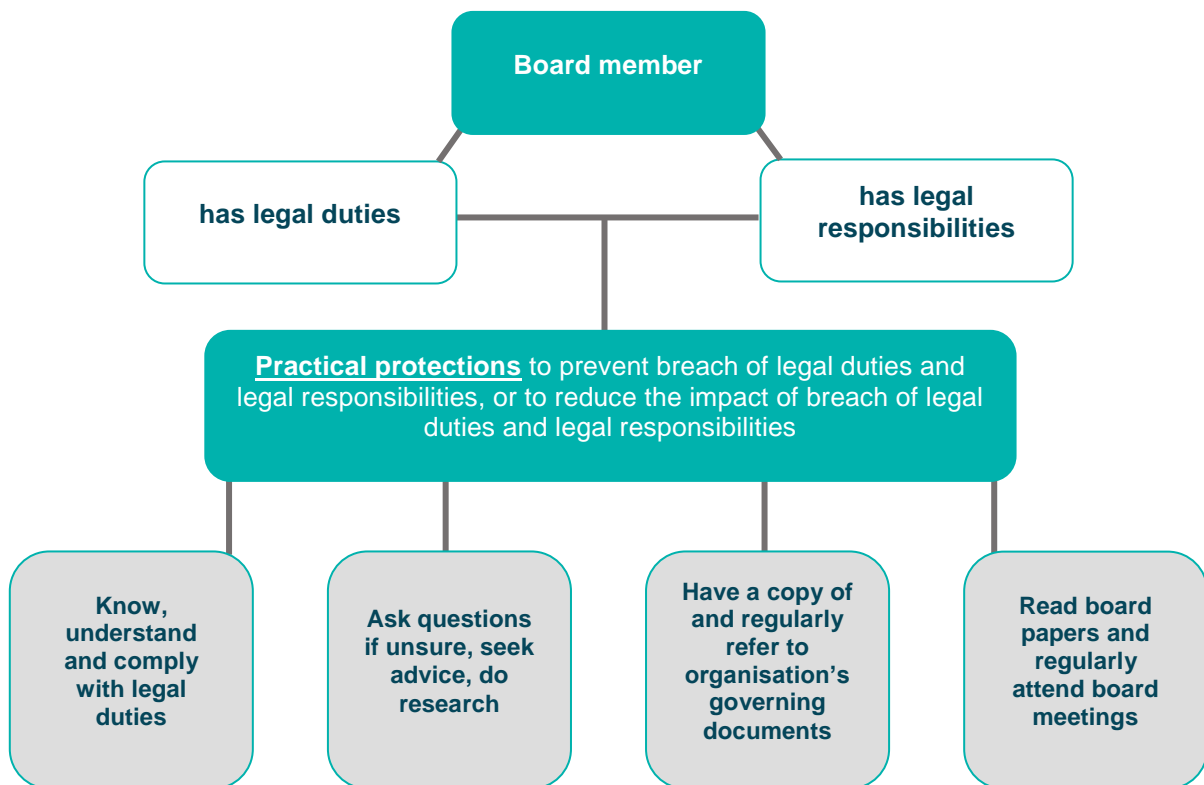 Board member
has legal duties
has legal
responsibilities
Practical protections to prevent breach of legal duties and
legal responsibilities, or to reduce the impact of breach of legal
duties and legal responsibilities
Know,
understand
and comply
with legal
duties
Ask questions
if unsure, seek
advice, do
research
Have a copy of
and regularly
refer to
organisation’s
governing
documents
Read board
papers and
regularly
attend board
meetings